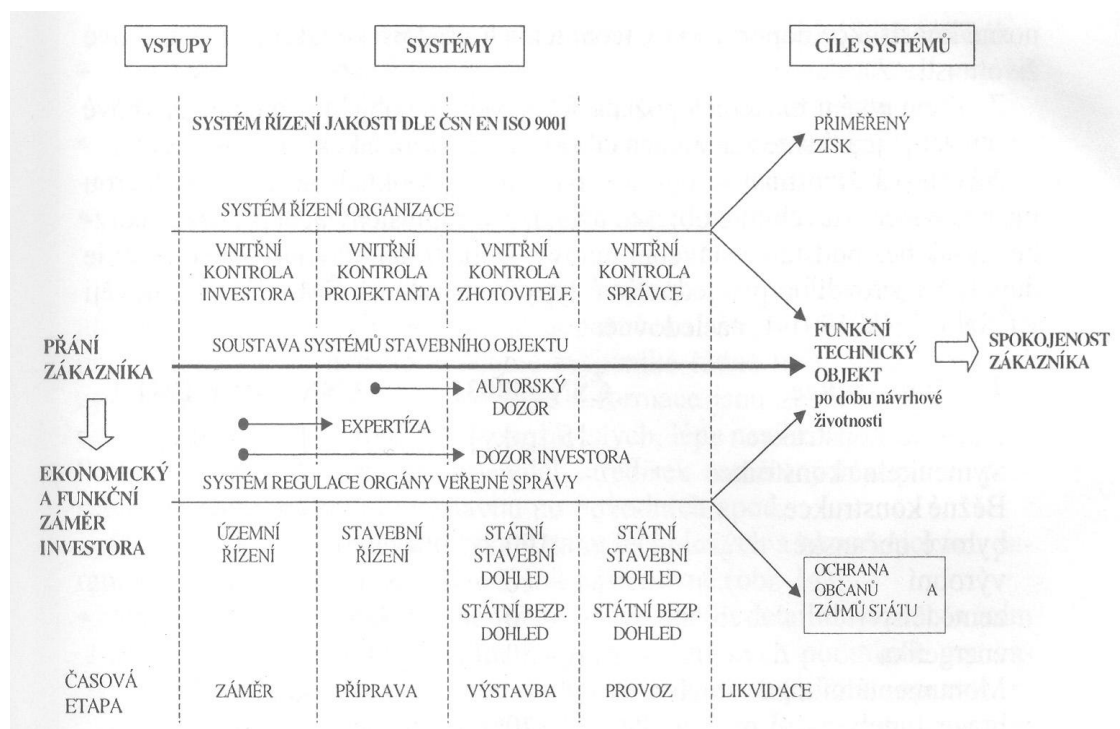 VSTUPY
SYSTÉMY
CÍLE SYSTÉMŮ
SYSTÉM ŘÍZENÍ JAKOSTI DLE ČSN EN ISO 9001
PŘIMĚŘENÝ
ZISK
SYSTÉM ŘÍZENÍ ORGANIZACE
VNITŘNÍ
KONTROLA
INVESTORA
VNITŘNÍ
KONTROLA
PROJEKTANTA
VNITŘNÍ
KONTROLA
ZHOTOVITELE
VNITŘNÍ
KONTROLA
SPRÁVCE
PŘÁNÍ
ZÁKAZNÍKA
SOUSTAVA SYSTÉMŮ STAVEBNÍHO OBJEKTU
FUNKČNÍ
TECHNICKÝ
OBJEKT
po dobu návrhové
životnosti
SPOKOJENOST
ZÁKAZNÍKA
AUTORSKÝ
DOZOR
EXPERTÍZA
DOZOR INVESTORA
EKONOMICKÝ
A FUNKČNÍ
ZÁMĚR
INVESTORA
SYSTÉM REGULACE ORGÁNY VEŘEJNÉ SPRÁVY
ÚZEMNÍ
ŘÍZENÍ
STAVEBNÍ
ŘÍZENÍ
STÁTNÍ
STAVEBNÍ
DOHLED
STÁTNÍ BEZP.
DOHLED
STÁTNÍ
STAVEBNÍ
DOHLED
STÁTNÍ BEZP.
DOHLED
OCHRANA
OBČANŮ A
ZÁJMŮ STÁTU
ČASOVÁ
ETAPA
ZÁMĚR
PŘÍPRAVA
VÝSTAVBA
PROVOZ
LIKVIDACE